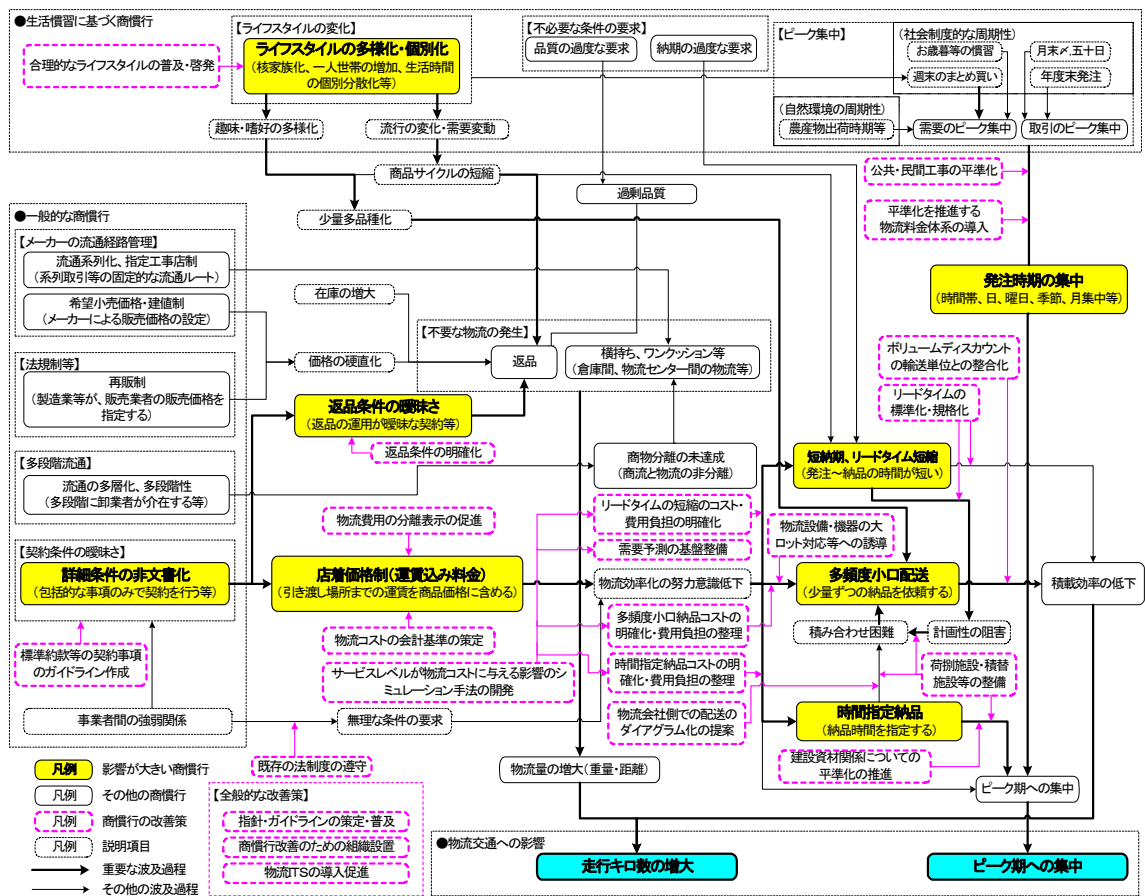 ●生活慣習に基づく商慣行
【ライフスタイルの変化】
ライフスタイルの多様化・個別化
(核家族化、一人世帯の増加、生活時間
の個別分散化等)
合理的なライフスタイルの普及・啓発
【不必要な条件の要求】
品質の過度な要求
納期の過度な要求
【ピーク集中】
(社会制度的な周期性)
お歳暮等の慣習
月末〆,五十日
週末のまとめ買い
年度末発注
(自然環境の周期性)
農産物出荷時期等
需要のピーク集中
取引のピーク集中
趣味・嗜好の多様化
流行の変化・需要変動
商品サイクルの短縮
過剰品質
少量多品種化
公共・民間工事の平準化
平準化を推進する
物流料金体系の導入
●一般的な商慣行
【メーカーの流通経路管理】
流通系列化、指定工事店制
(系列取引等の固定的な流通ルート)
希望小売価格・建値制
(メーカーによる販売価格の設定)
在庫の増大
発注時期の集中
(時間帯、日、曜日、季節、月集中等)
【不要な物流の発生】
返品
横持ち、ワンクッション等
(倉庫間、物流センター間の物流等)
価格の硬直化
【法規制等】
再販制
(製造業等が、販売業者の販売価格を
指定する)
ボリュームディスカウント
の輸送単位との整合化
リードタイムの
標準化・規格化
返品条件の曖昧さ
(返品の運用が曖昧な契約等)
返品条件の明確化
商物分離の未達成
(商流と物流の非分離)
短納期、リードタイム短縮
(発注~納品の時間が短い)
【多段階流通】
流通の多層化、多段階性
(多段階に卸業者が介在する等)
物流費用の分離表示の促進
リードタイムの短縮のコスト・
費用負担の明確化
需要予測の基盤整備
物流設備・機器の大
ロット対応等への誘導
【契約条件の曖昧さ】
詳細条件の非文書化
(包括的な事項のみで契約を行う等)
店着価格制(運賃込み料金)
(引き渡し場所までの運賃を商品価格に含める)
物流効率化の努力意識低下
多頻度小口配送
(少量ずつの納品を依頼する)
積載効率の低下
標準約款等の契約事項
のガイドライン作成
物流コストの会計基準の策定
多頻度小口納品コストの
明確化・費用負担の整理
積み合わせ困難
計画性の阻害
サービスレベルが物流コストに与える影響のシ
ミュレーション手法の開発
時間指定納品コストの明
確化・費用負担の整理
荷捌施設・積替
施設等の整備
事業者間の強弱関係
無理な条件の要求
物流会社側での配送の
ダイアグラム化の提案
時間指定納品
(納品時間を指定する)
既存の法制度の遵守
物流量の増大(重量・距離)
建設資材関係についての
平準化の推進
ピーク期への集中
凡例 影響が大きい商慣行
凡例 その他の商慣行
凡例 商慣行の改善策
凡例 説明項目
重要な波及過程
その他の波及過程
【全般的な改善策】
指針・ガイドラインの策定・普及
商慣行改善のための組織設置
物流ITSの導入促進
●物流交通への影響
走行キロ数の増大
ピーク期への集中